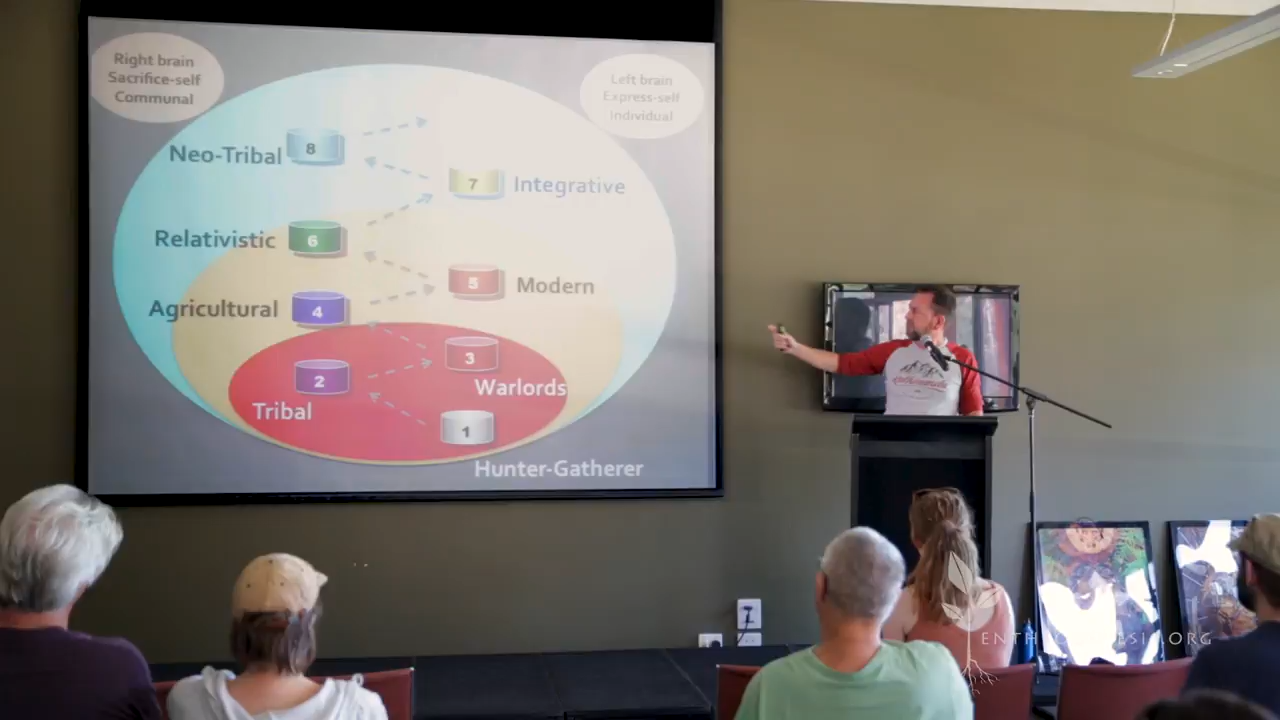 Right brain
Sacrifice-self
Communal
Left brain
Express-self
Individual
Neo-Tribal
8
7
Integrative
Relativistic
6
5
Modern
Agricultural
4
3
Warlords
2
Tribal
1
Hunter-Gatherer